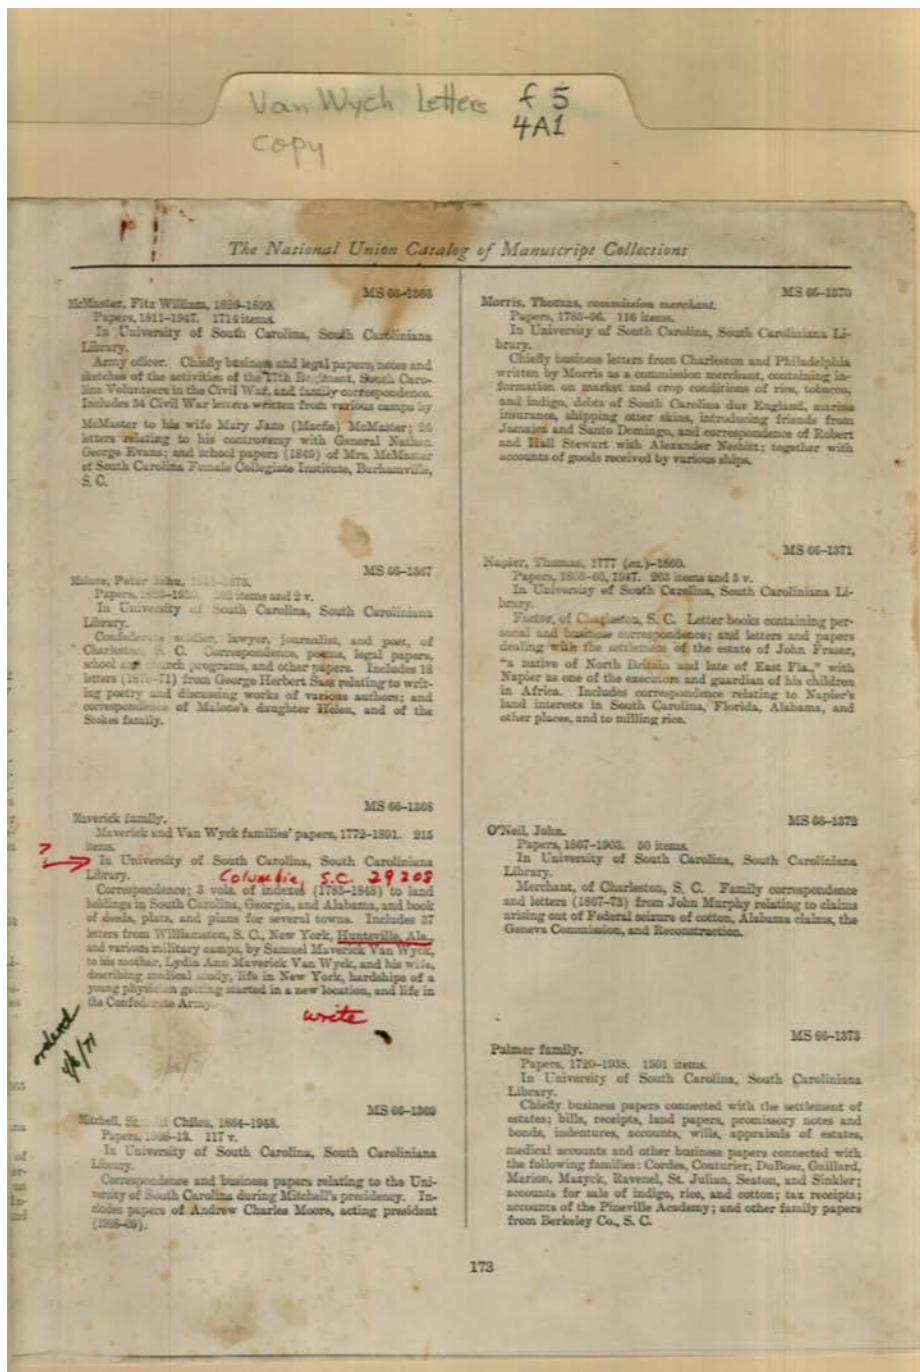 Van Wych Letters f 5
4A1
copy
The National Union Catalog of Manuscript Collections
MS 66-1366
McMaster, Fitz William, 1826-1899.
Papers, 1811-1947. 1714 items.
In University of South Carolina, South Caroliniana
Library.
Army officer. Chiefly business and legal papers, notes and
sketches of the activities of the 17th Regiment, South Caro-
lina Volunteers in the Civil War, and family correspondence.
Includes 34 Civil War letters written from various camps by
McMaster to his wife Mary Jane (Macfie) McMaster;
letters relating to his controversy with General Nathan
George Evans; and school papers (1849) of Mrs. McMaster
of South Carolina Female Collegiate Institute, Barhamville,
S. C.
MS 66-1367
Malone, Peter John,
Papers, items and 2 v.
In University of South Carolina, South Caroliniana
Library.
Confederate soldier, lawyer, journalist, and poet, of
Charleston, S. C. Correspondence, poems, legal papers,
school and church programs, and other papers. Includes 18
letters (1870-71) from George Herbert Sass relating to writ-
ing poetry and discussing works of various authors; and
correspondence of Malone's daughter Helen, and of the
Stokes family.
MS 66-1368
Maverick family.
Maverick and Van Wyck families' papers, 1772-1891. 215
items.
?
In University of South Carolina, South Caroliniana
Library. Columbia, S.C. 29208
Correspondence; 3 vols. of indexes (1785-1848) to land
holdings in South Carolina, Georgia, and Alabama, and book
of deeds, plats, and plans for several towns. Includes 37
letters from Williamston, S. C., New York, Huntsville, Ala.,
and various military camps, by Samuel Maverick Van Wyck,
to his mother, Lydia Ann Maverick Van Wyck, and his wife,
describing medical study, life in New York, hardships of a
young physician getting started in a new location, and life in
the Confederate Army.
write
ordered
MS 66-1369
Mitchell, Chiles, 1864-1948.
Papers, 1908-13. 117 v.
In University of South Carolina, South Caroliniana
Library.
Correspondence and business papers relating to the Uni-
versity of South Carolina during Mitchell's presidency. In-
cludes papers of Andrew Charles Moore, acting president
(1908-09).
MS 66-1370
Morris, Thomas, commission merchant.
Papers, 1783-96. 116 items.
In University of South Carolina, South Caroliniana Li-
brary.
Chiefly business letters from Charleston and Philadelphia
written by Morris as a commission merchant, containing in-
formation on market and crop conditions of rice, tobacco,
and indigo, debts of South Carolina due England, marine
insurance, shipping otter skins, introducing friends from
Jamaica and Santo Domingo, and correspondence of Robert
and Hall Stewart with Alexander Nesbitt; together with
accounts of goods received by various ships.
MS 66-1371
Napier, Thomas, 1777 (ca.)-1860.
Papers, 1803-60, 1947. 263 items and 5 v.
In University of South Carolina, South Caroliniana Li-
brary.
Factor, of Charleston, S. C. Letter books containing per-
sonal and business correspondence; and letters and papers
dealing with the settlement of the estate of John Fraser,
"a native of North Britain and late of East Fla.," with
Napier as one of the executors and guardian of his children
in Africa. Includes correspondence relating to Napier's
land interests in South Carolina, Florida, Alabama, and
other places, and to milling rice.
MS 66-1372
O'Neil, John.
Papers, 1867-1903. 50 items.
In University of South Carolina, South Caroliniana
Library.
Merchant, of Charleston, S. C. Family correspondence
and letters (1867-73) from John Murphy relating to claims
arising out of Federal seizure of cotton, Alabama claims, the
Geneva Commission, and Reconstruction.
MS 66-1373
Palmer family.
Papers, 1720-1938. 1501 items.
In University of South Carolina, South Caroliniana
Library.
Chiefly business papers connected with the settlement of
estates; bills, receipts, land papers, promissory notes and
bonds, indentures, accounts, wills, appraisals of estates,
medical accounts and other business papers connected with
the following families: Cordes, Couturier, DuBose, Gaillard,
Marion, Mazyck, Ravenel, St. Julian, Seaton, and Sinkler;
accounts for sale of indigo, rice, and cotton; tax receipts;
accounts of the Pineville Academy; and other family papers
from Berkeley Co., S. C.
173